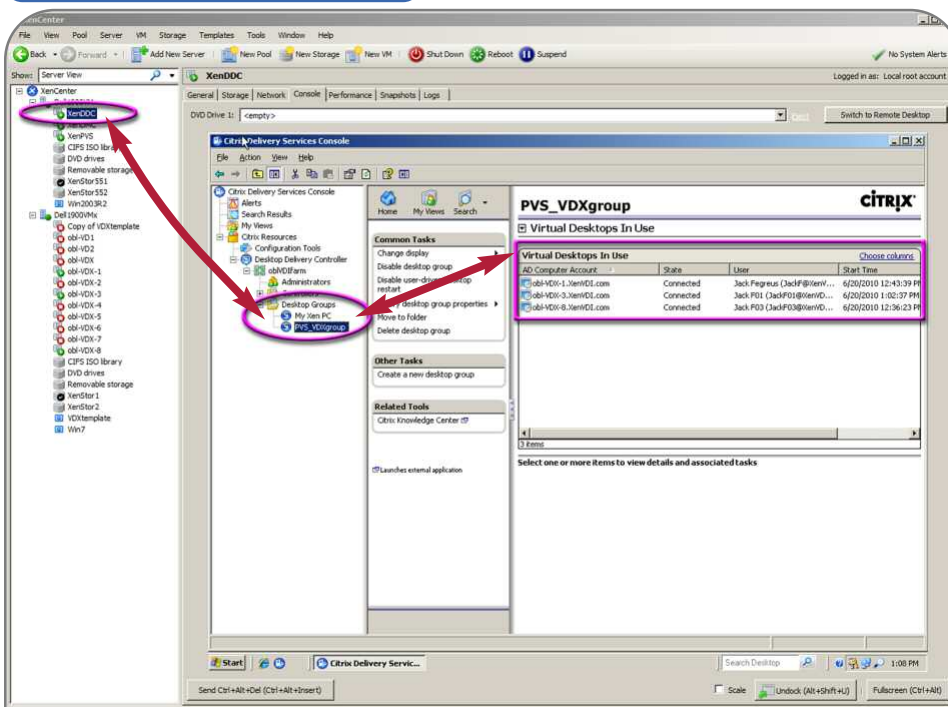 XenCenter
File View Pool Server VM Storage Templates Tools Window Help
Back Forward Add New Server New Pool New Storage New VM Shut Down Reboot Suspend No System Alerts
Show: Server View XenDDC Logged in as: Local root account
XenCenter
XenDDC
XenPVS
CIFS ISO library
DVD drives
Removable storage
XenStor551
XenStor552
Win2003R2
Dell1900VMx
Copy of VDXtemplate
obl-VD1
obl-VD2
obl-VDX
obl-VDX-1
obl-VDX-2
obl-VDX-3
obl-VDX-4
obl-VDX-5
obl-VDX-6
obl-VDX-7
obl-VDX-8
CIFS ISO library
DVD drives
Removable storage
XenStor1
XenStor2
VDXtemplate
Win7
General Storage Network Console Performance Snapshots Logs
DVD Drive 1: <empty> Switch to Remote Desktop
Citrix Delivery Services Console
File Action View Help
Citrix Delivery Services Console
Alerts
Search Results
My Views
Citrix Resources
Configuration Tools
Desktop Delivery Controller
oblVDIfarm
Administrators
Controllers
Desktop Groups
My Xen PC
PVS_VDXgroup
Home My Views Search
Common Tasks
Change display
Disable desktop group
Disable user-driven desktop
restart
desktop group properties
Move to folder
Delete desktop group
Other Tasks
Create a new desktop group
Related Tools
Citrix Knowledge Center
Launches external application
PVS_VDXgroup CITRIX
Virtual Desktops In Use
Virtual Desktops In Use Choose columns
AD Computer Account State User Start Time
obl-VDX-1.XenVDI.com Connected Jack Fegreus (JackF@XenV... 6/20/2010 12:43:39 PM
obl-VDX-3.XenVDI.com Connected Jack F01 (JackF01@XenVD... 6/20/2010 1:02:37 PM
obl-VDX-8.XenVDI.com Connected Jack F03 (JackF03@XenVD... 6/20/2010 12:36:23 PM
3 items
Select one or more items to view details and associated tasks
Start Citrix Delivery Servic... Search Desktop 1:08 PM
Send Ctrl+Alt+Del (Ctrl+Alt+Insert) Scale Undock (Alt+Shift+U) Fullscreen (Ctrl+Alt)